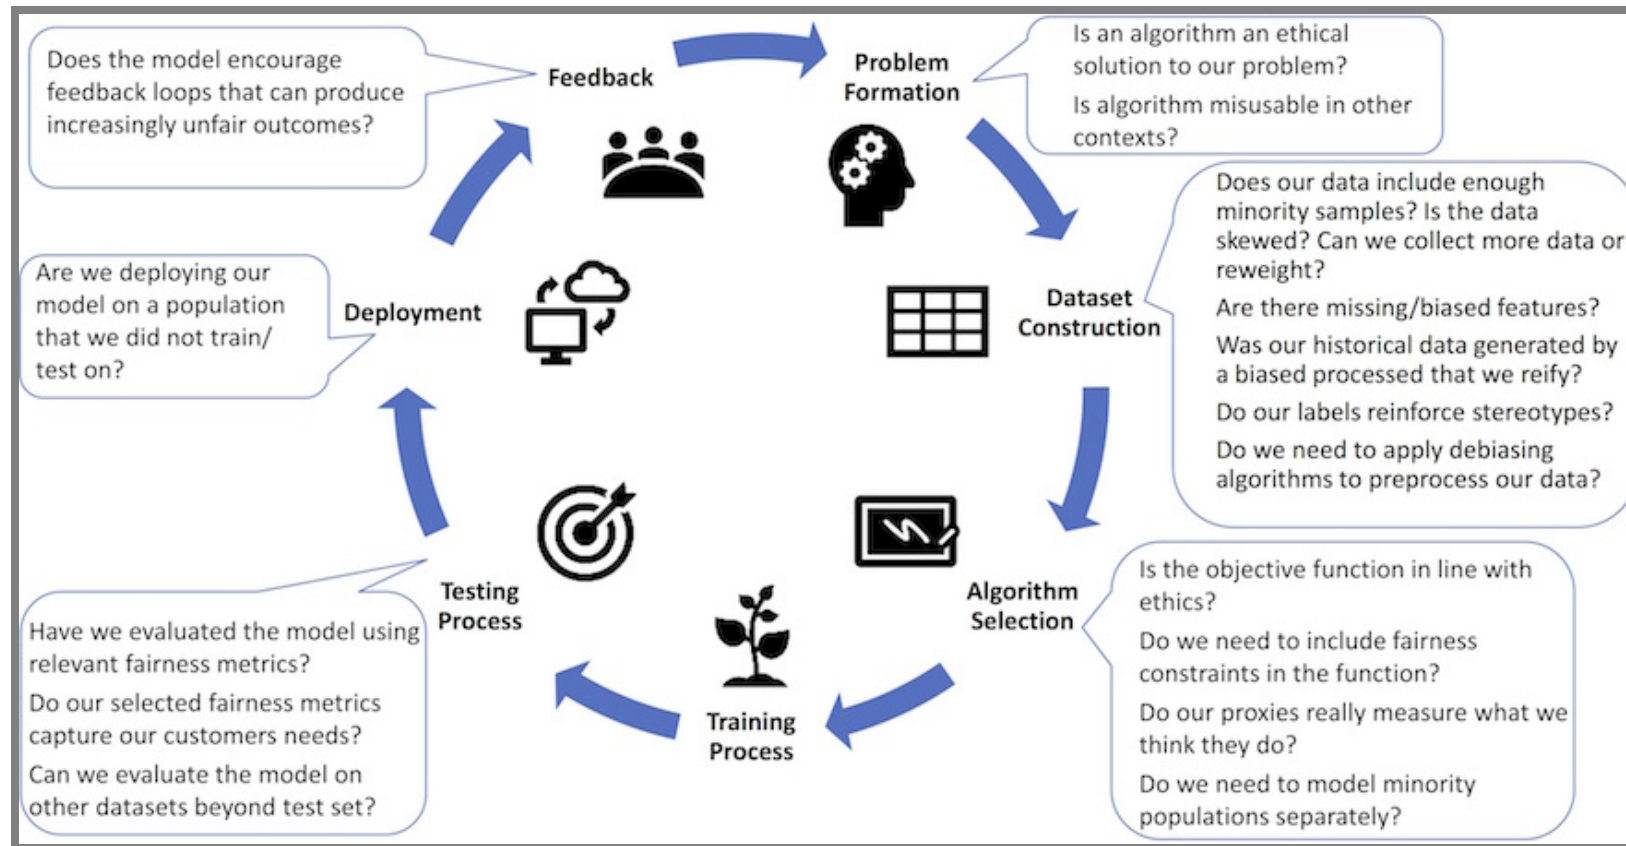 Does the model encourage
feedback loops that can produce
increasingly unfair outcomes?
Feedback
Problem
Formation
Is an algorithm an ethical
solution to our problem?
Is algorithm misusable in other
contexts?
Does our data include enough
minority samples? Is the data
skewed? Can we collect more data or
reweight?
Are there missing/biased features?
Was our historical data generated by
a biased processed that we reify?
Do our labels reinforce stereotypes?
Do we need to apply debiasing
algorithms to preprocess our data?
Dataset
Construction
Are we deploying our
model on a population
that we did not train/
test on?
Deployment
Algorithm
Selection
Is the objective function in line with
ethics?
Do we need to include fairness
constraints in the function?
Do our proxies really measure what we
think they do?
Do we need to model minority
populations separately?
Testing
Process
Have we evaluated the model using
relevant fairness metrics?
Do our selected fairness metrics
capture our customers needs?
Can we evaluate the model on
other datasets beyond test set?
Training
Process